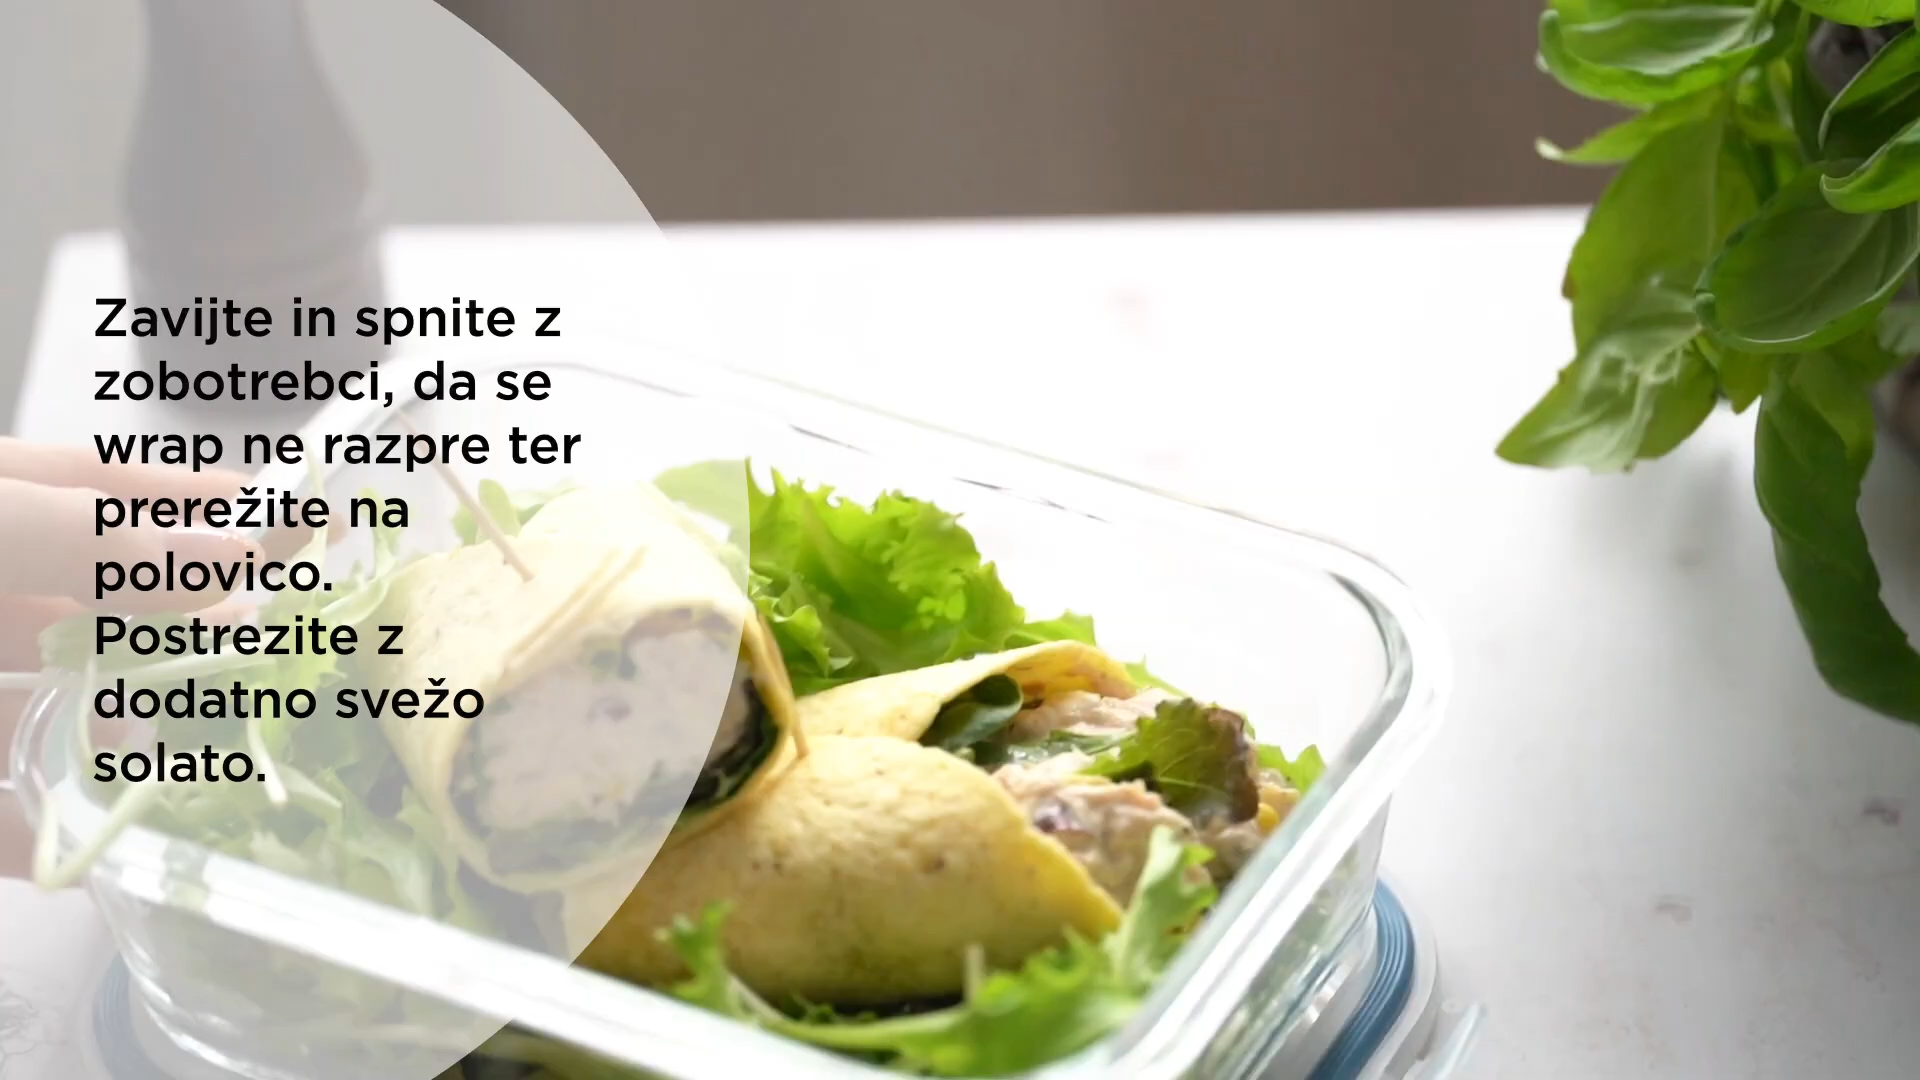 Zavijte in spnite z
zobotrebci, da se
wrap ne razpre ter
prerežite na
polovico.
Postrezite z
dodatno svežo
solato.